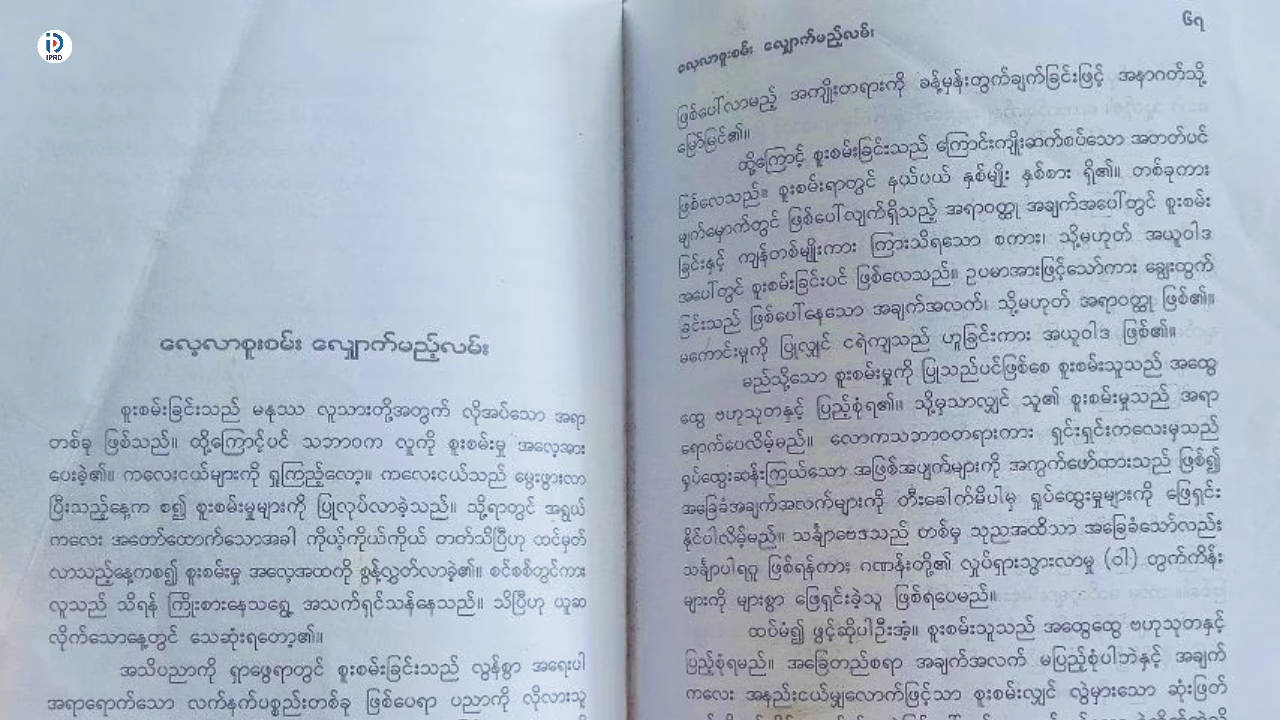 IPRD
လေ့လာစူးစမ်း လျှောက်မည့်လမ်း
စူးစမ်းခြင်းသည် မနုဿ လူသားတို့အတွက် လိုအပ်သော အရာ
တစ်ခု ဖြစ်သည်။ ထို့ကြောင့်ပင် သဘာဝက လူကို စူးစမ်းမှု အလေ့အား
ပေးခဲ့၏။ ကလေးငယ်များကို ရှုကြည့်လော့။ ကလေးငယ်သည် မွေးဖွားလာ
ပြီးသည့်နေ့က စ၍ စူးစမ်းမှုများကို ပြုလုပ်လာခဲ့သည်။ သို့ရာတွင် အရွယ်
ကလေး အတော်ထောက်သောအခါ ကိုယ့်ကိုယ်ကိုယ် တတ်သိပြီဟု ထင်မှတ်
လာသည့်နေ့ကစ၍ စူးစမ်းမှု အလေ့အထကို စွန့်လွှတ်လာခဲ့၏။ စင်စစ်တွင်ကား
လူသည် သိရန် ကြိုးစားနေသရွေ့ အသက်ရှင်သန်နေသည်။ သိပြီဟု ယူဆ
လိုက်သောနေ့တွင် သေဆုံးရတော့၏။
အသိပညာကို ရှာဖွေရာတွင် စူးစမ်းခြင်းသည် လွန်စွာ အရေးပါ
အရာရောက်သော လက်နက်ပစ္စည်းတစ်ခု ဖြစ်ပေရာ ပညာကို လိုလားသူ
လေ့လာစူးစမ်း လျှောက်မည့်လမ်း ၆၇
ဖြစ်ပေါ်လာမည့် အကျိုးတရားကို ခန့်မှန်းတွက်ချက်ခြင်းဖြင့် အနာဂတ်သို့
မြော်မြင်၏။
ထို့ကြောင့် စူးစမ်းခြင်းသည် ကြောင်းကျိုးဆက်စပ်သော အတတ်ပင်
ဖြစ်လေသည်။ စူးစမ်းရာတွင် နယ်ပယ် နှစ်မျိုး နှစ်စား ရှိ၏။ တစ်ခုကား
မျက်မှောက်တွင် ဖြစ်ပေါ်လျက်ရှိသည့် အရာဝတ္ထု အချက်အပေါ်တွင် စူးစမ်း
ခြင်းနှင့် ကျန်တစ်မျိုးကား ကြားသိရသော စကား၊ သို့မဟုတ် အယူဝါဒ
အပေါ်တွင် စူးစမ်းခြင်းပင် ဖြစ်လေသည်။ ဥပမာအားဖြင့်သော်ကား ချွေးထွက်
ခြင်းသည် ဖြစ်ပေါ်နေသော အချက်အလက်၊ သို့မဟုတ် အရာဝတ္ထု ဖြစ်၏။
မကောင်းမှုကို ပြုလျှင် ငရဲကျသည် ဟူခြင်းကား အယူဝါဒ ဖြစ်၏။
မည်သို့သော စူးစမ်းမှုကို ပြုသည်ပင်ဖြစ်စေ စူးစမ်းသူသည် အထွေ
ထွေ ဗဟုသုတနှင့် ပြည့်စုံရ၏။ သို့မှသာလျှင် သူ၏ စူးစမ်းမှုသည် အရာ
ရောက်ပေလိမ့်မည်။ လောကသဘာဝတရားကား ရှင်းရှင်းကလေးမှသည်
ရှုပ်ထွေးဆန်းကြယ်သော အဖြစ်အပျက်များကို အကွက်ဖော်ထားသည် ဖြစ်၍
အခြေခံအချက်အလက်များကို တီးခေါက်မိပါမှ ရှုပ်ထွေးမှုများကို ဖြေရှင်း
နိုင်ပါလိမ့်မည်။ သင်္ချာဗေဒသည် တစ်မှ သုညအထိသာ အခြေခံသော်လည်း
သင်္ချာပါရဂူ ဖြစ်ရန်ကား ဂဏန်းတို့၏ လှုပ်ရှားသွားလာမှု (ဝါ) တွက်ကိန်း
များကို များစွာ ဖြေရှင်းခဲ့သူ ဖြစ်ရပေမည်။
ထပ်မံ၍ ဖွင့်ဆိုပါဦးအံ့။ စူးစမ်းသူသည် အထွေထွေ ဗဟုသုတနှင့်
ပြည့်စုံရမည်။ အခြေတည်စရာ အချက်အလက် မပြည့်စုံပါဘဲနှင့် အချက်
ကလေး အနည်းငယ်မျှလောက်ဖြင့်သာ စူးစမ်းလျှင် လွဲမှားသော ဆုံးဖြတ်